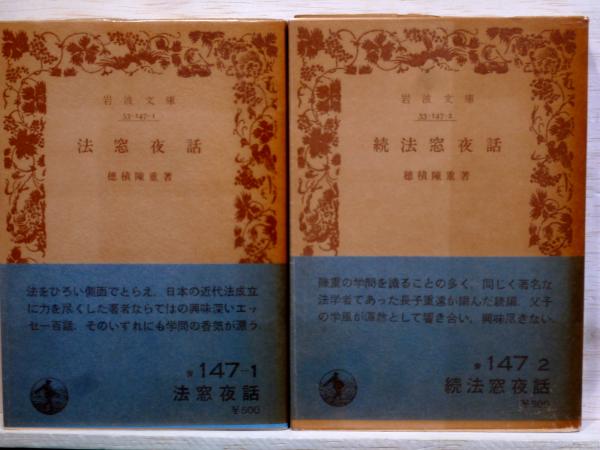 岩波文庫
33-147-1
法窓夜話
穂積陳重著
法をひろい側面でとらえ、日本の近代法成立
に力を尽くした著者ならではの興味深いエッ
セー百話。そのいずれにも学問の香気が漂う
青 147-1
法窓夜話
¥500
岩波文庫
33-147-2
続法窓夜話
穂積陳重著
陳重の学問を識ることの多く、同じく著名な
法学者であった長子重遠が編んだ続編。父子
の学風が渾然として響き合い、興味尽きない
青 147-2
続法窓夜話
¥500